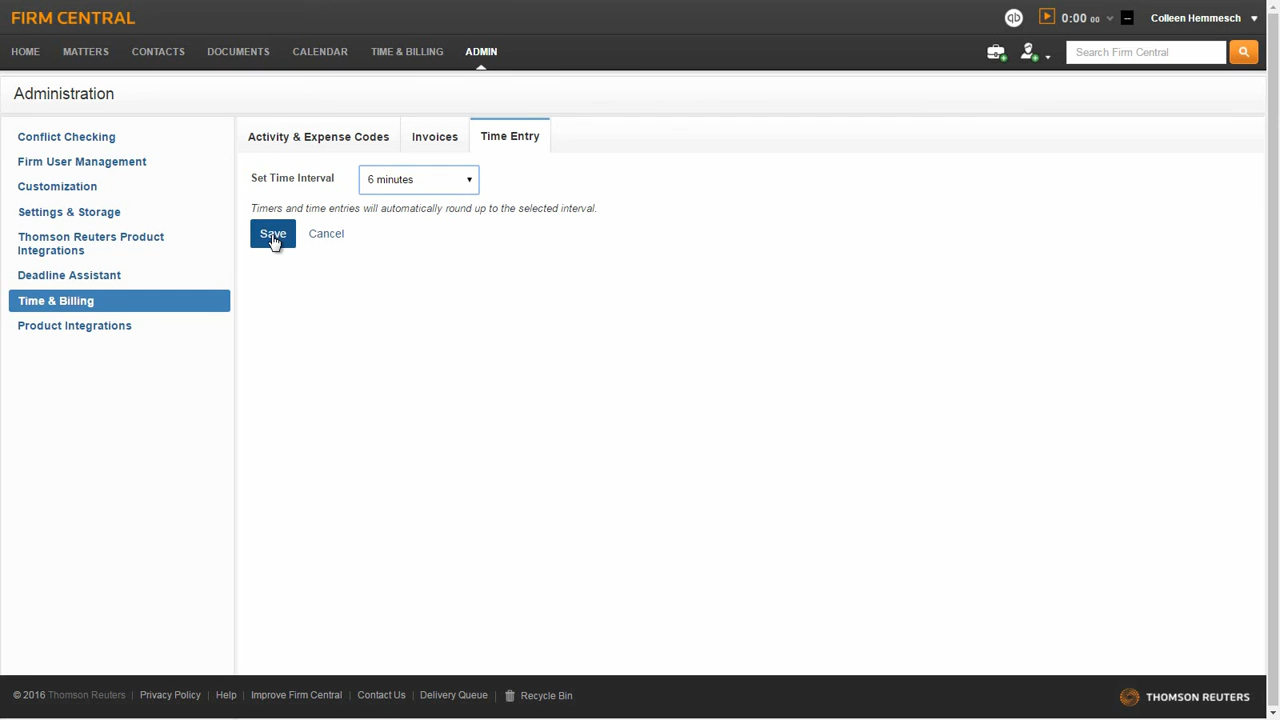 FIRM CENTRAL
qb
0:00 00
Colleen Hemmesch
HOME
MATTERS
CONTACTS
DOCUMENTS
CALENDAR
TIME & BILLING
ADMIN
Search Firm Central
Administration
Conflict Checking
Firm User Management
Customization
Settings & Storage
Thomson Reuters Product
Integrations
Deadline Assistant
Time & Billing
Product Integrations
Activity & Expense Codes
Invoices
Time Entry
Set Time Interval
6 minutes
Timers and time entries will automatically round up to the selected interval.
Save
Cancel
© 2016 Thomson Reuters | Privacy Policy | Help | Improve Firm Central | Contact Us | Delivery Queue | Recycle Bin
THOMSON REUTERS